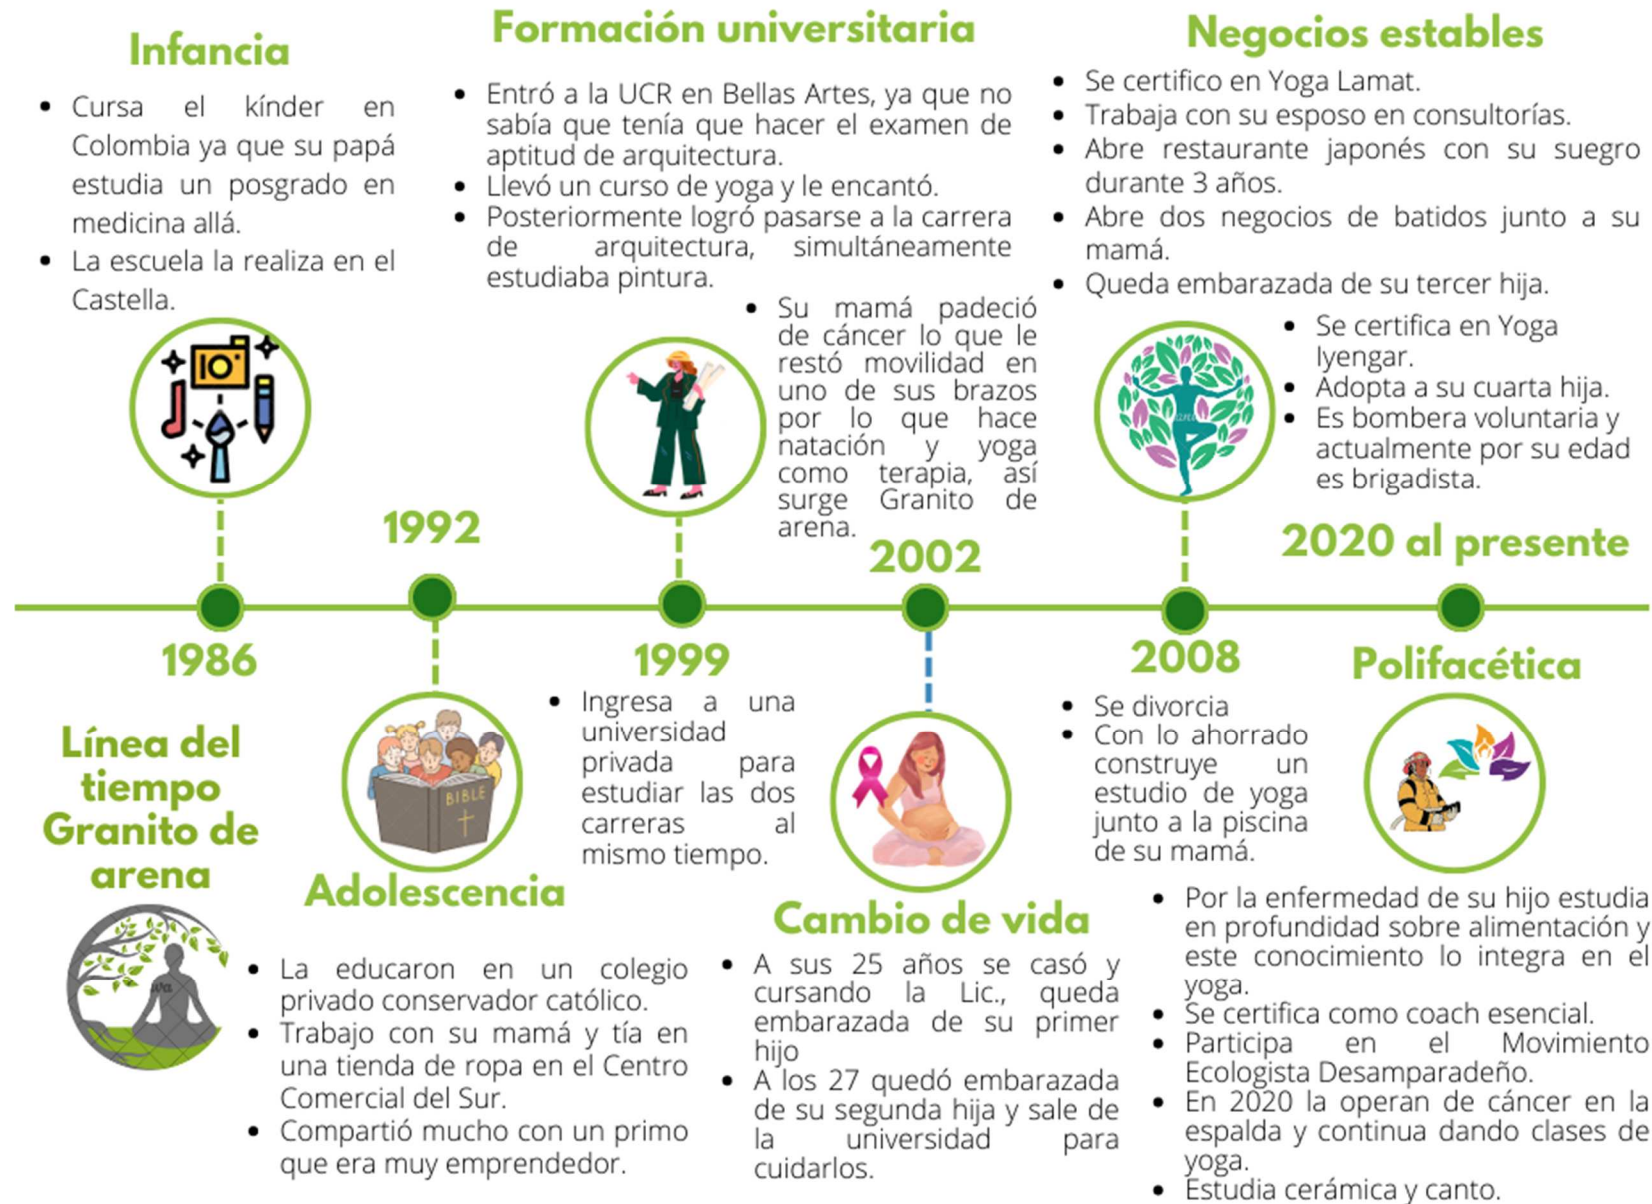 Infancia
• Cursa el kínder en
Colombia ya que su papá
estudia un posgrado en
medicina allá.
• La escuela la realiza en el
Castella.
Formación universitaria
• Entró a la UCR en Bellas Artes, ya que no
sabía que tenía que hacer el examen de
aptitud de arquitectura.
• Llevó un curso de yoga y le encantó.
• Posteriormente logró pasarse a la carrera
de arquitectura, simultáneamente
estudiaba pintura.
• Su mamá padeció
de cáncer lo que le
restó movilidad en
uno de sus brazos
por lo que hace
natación y yoga
como terapia, así
surge Granito de
arena.
Negocios estables
• Se certifico en Yoga Lamat.
• Trabaja con su esposo en consultorías.
• Abre restaurante japonés con su suegro
durante 3 años.
• Abre dos negocios de batidos junto a su
mamá.
• Queda embarazada de su tercer hija.
• Se certifica en Yoga
Iyengar.
• Adopta a su cuarta hija.
• Es bombera voluntaria y
actualmente por su edad
es brigadista.
1992
2002
2020 al presente
1986
1999
2008
Polifacética
Línea del
tiempo
Granito de
arena
BIBLE
Adolescencia
• La educaron en un colegio
privado conservador católico.
• Trabajo con su mamá y tía en
una tienda de ropa en el Centro
Comercial del Sur.
• Compartió mucho con un primo
que era muy emprendedor.
• Ingresa a una
universidad
privada para
estudiar las dos
carreras al
mismo tiempo.
Cambio de vida
• A sus 25 años se casó y
cursando la Lic., queda
embarazada de su primer
hijo
• A los 27 quedó embarazada
de su segunda hija y sale de
la universidad para
cuidarlos.
• Se divorcia
• Con lo ahorrado
construye un
estudio de yoga
junto a la piscina
de su mamá.
• Por la enfermedad de su hijo estudia
en profundidad sobre alimentación y
este conocimiento lo integra en el
yoga.
• Se certifica como coach esencial.
• Participa en el Movimiento
Ecologista Desamparadeño.
• En 2020 la operan de cáncer en la
espalda y continua dando clases de
yoga.
• Estudia cerámica y canto.